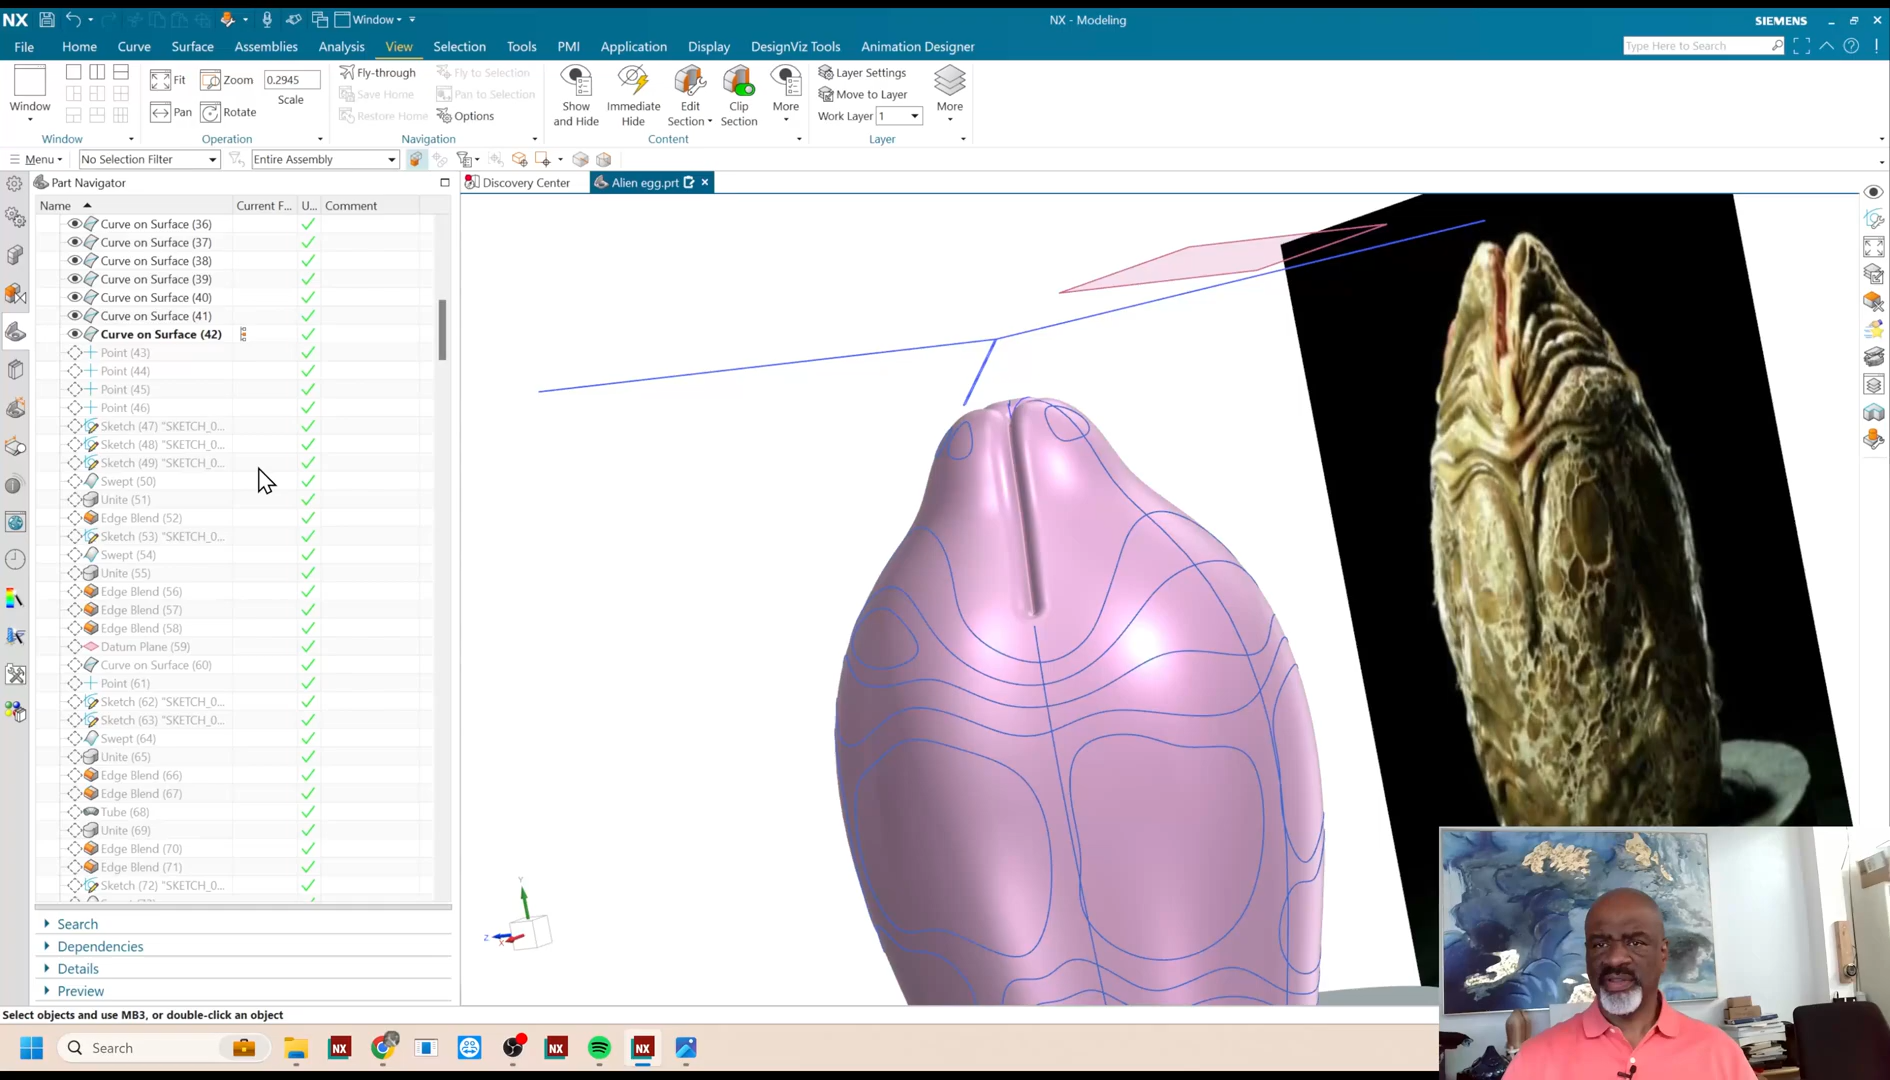 NX
Window
NX - Modeling
SIEMENS
File Home Curve Surface Assemblies Analysis View Selection Tools PMI Application Display DesignViz Tools Animation Designer
Type Here to Search
Window
Fit
Pan
Zoom
Rotate
0.2945
Scale
Fly-through
Save Home
Restore Home
Fly to Selection
Pan to Selection
Options
Show and Hide
Immediate Hide
Edit Section
Clip Section
More
Layer Settings
Move to Layer
Work Layer 1
More
Window Operation Navigation Content Layer
Menu No Selection Filter Entire Assembly
Part Navigator
Discovery Center Alien egg.prt
Name Current F... U... Comment
Curve on Surface (36)
Curve on Surface (37)
Curve on Surface (38)
Curve on Surface (39)
Curve on Surface (40)
Curve on Surface (41)
Curve on Surface (42)
Point (43)
Point (44)
Point (45)
Point (46)
Sketch (47) "SKETCH_0...
Sketch (48) "SKETCH_0...
Sketch (49) "SKETCH_0...
Swept (50)
Unite (51)
Edge Blend (52)
Sketch (53) "SKETCH_0...
Swept (54)
Unite (55)
Edge Blend (56)
Edge Blend (57)
Edge Blend (58)
Datum Plane (59)
Curve on Surface (60)
Point (61)
Sketch (62) "SKETCH_0...
Sketch (63) "SKETCH_0...
Swept (64)
Unite (65)
Edge Blend (66)
Edge Blend (67)
Tube (68)
Unite (69)
Edge Blend (70)
Edge Blend (71)
Sketch (72) "SKETCH_0...
Search
Dependencies
Details
Preview
Y
Z
X
Select objects and use MB3, or double-click an object
Search
NX
NX
NX